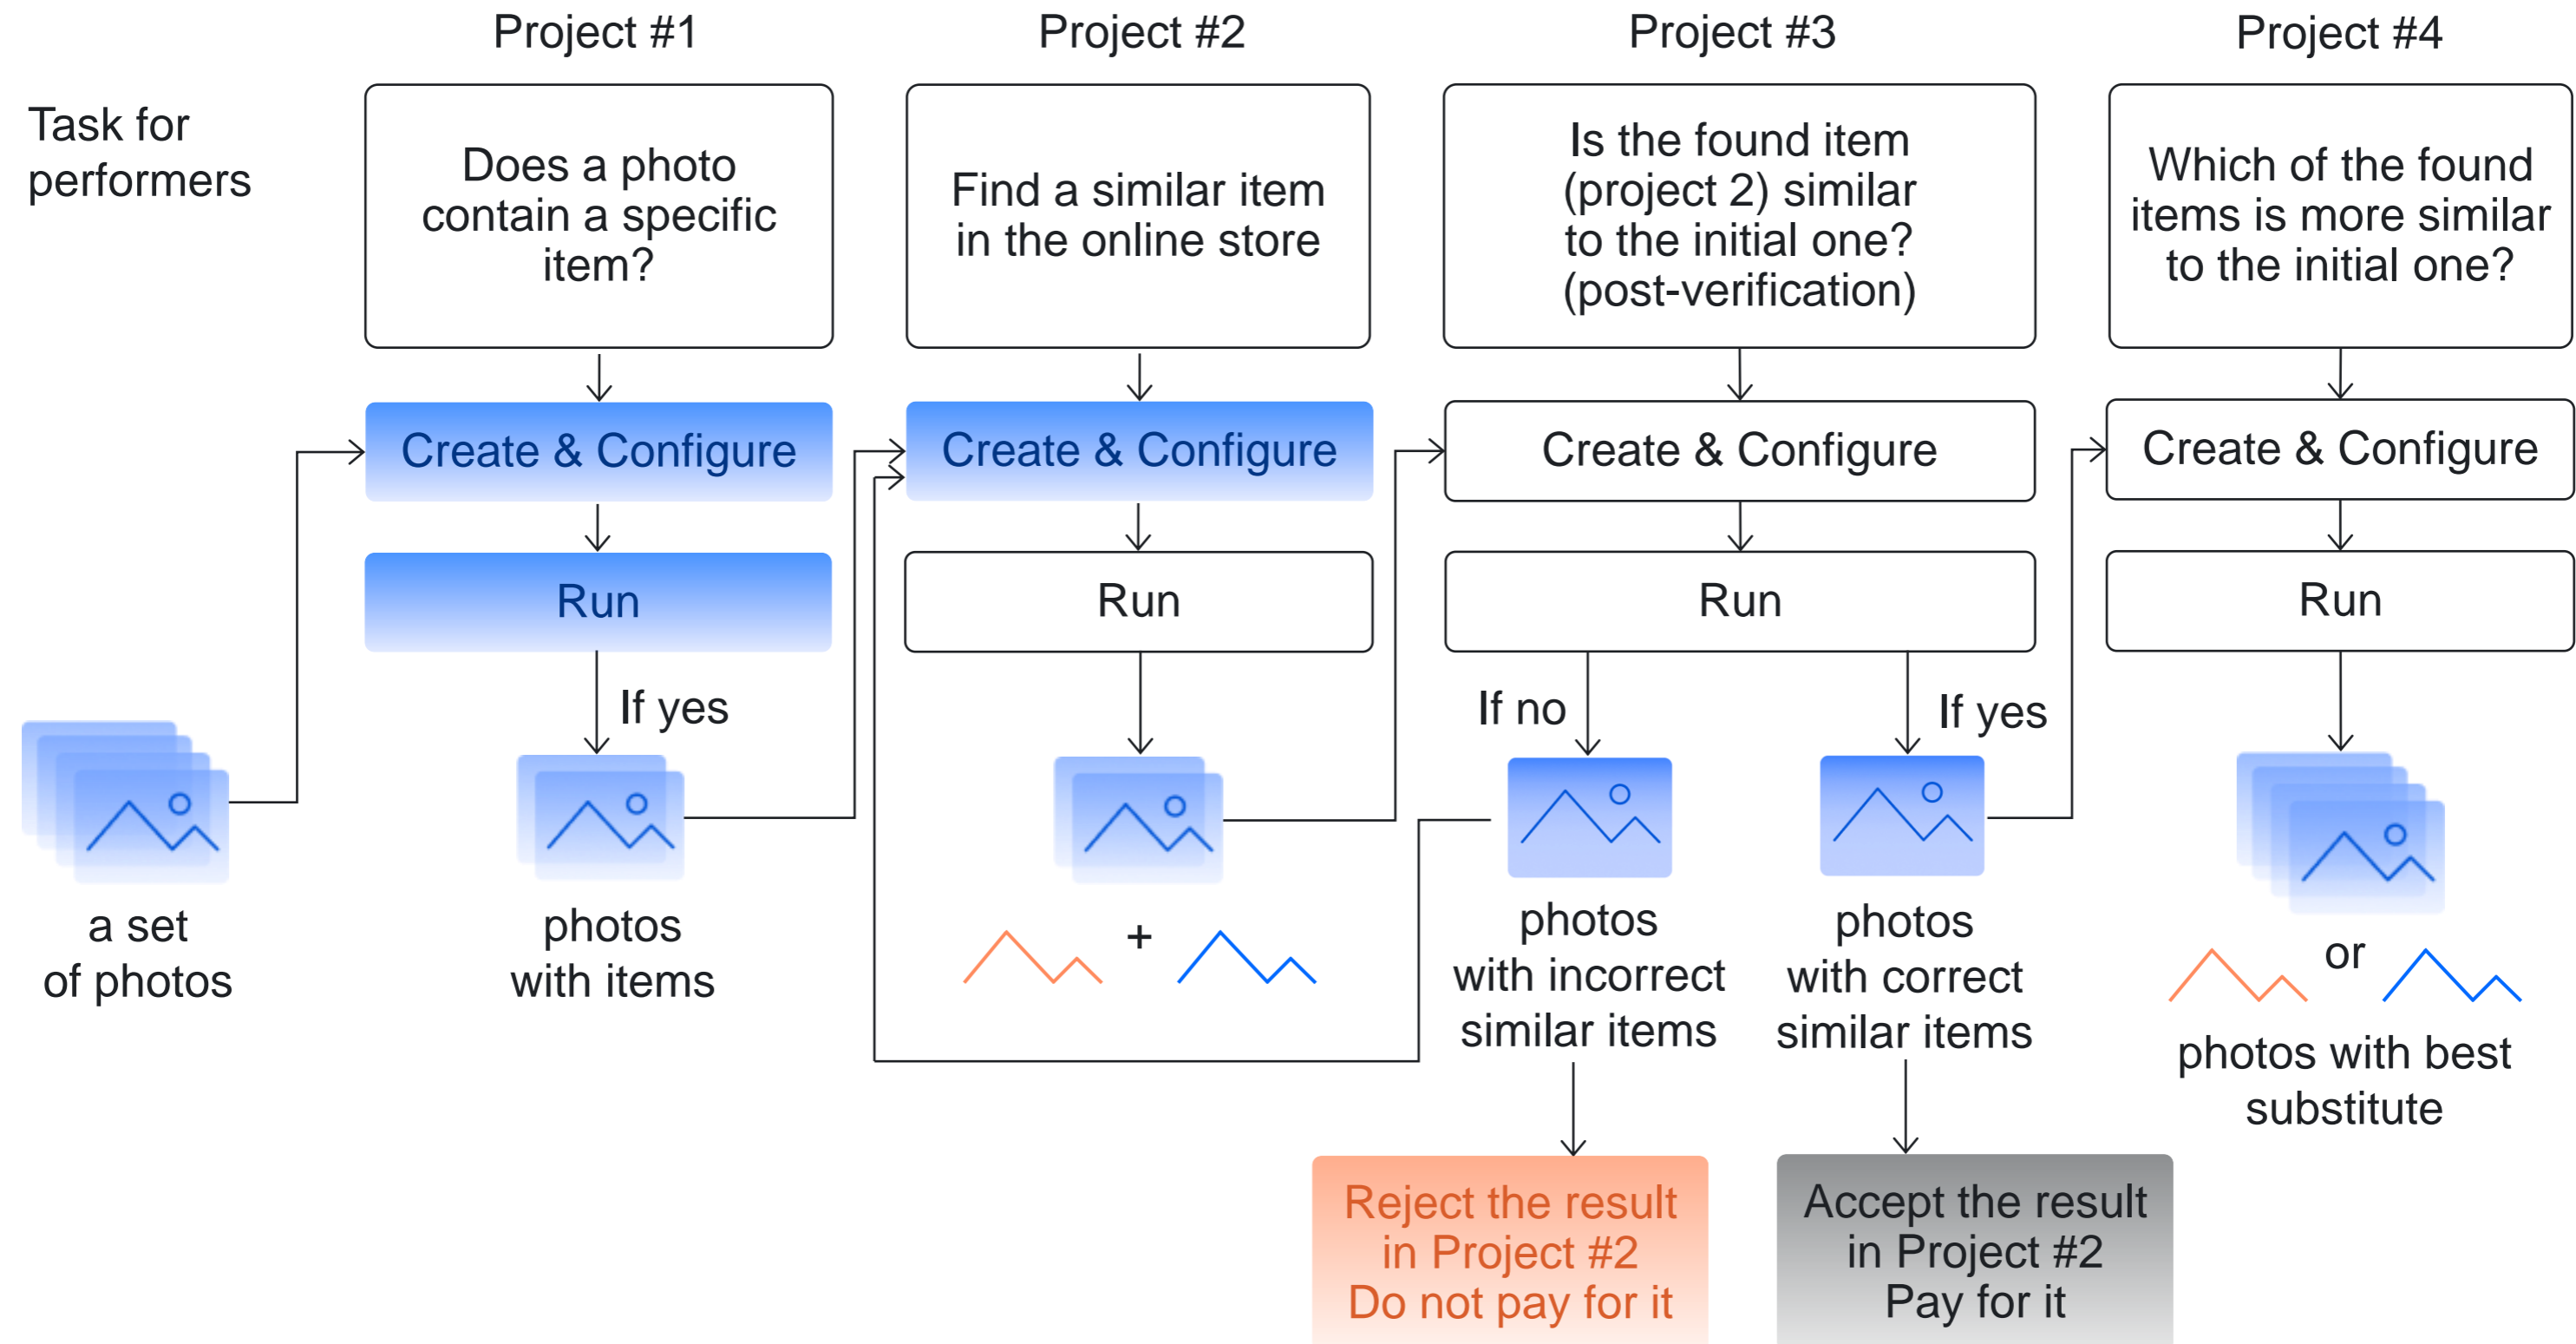 Project #1
Project #2
Project #3
Project #4
Task for
performers
Does a photo
contain a specific
item?
Find a similar item
in the online store
Is the found item
(project 2) similar
to the initial one?
(post-verification)
Which of the found
items is more similar
to the initial one?
Create & Configure
Create & Configure
Create & Configure
Create & Configure
Run
Run
Run
Run
If yes
If no
If yes
a set
of photos
photos
with items
+
photos
with incorrect
similar items
photos
with correct
similar items
or
photos with best
substitute
Reject the result
in Project #2
Do not pay for it
Accept the result
in Project #2
Pay for it